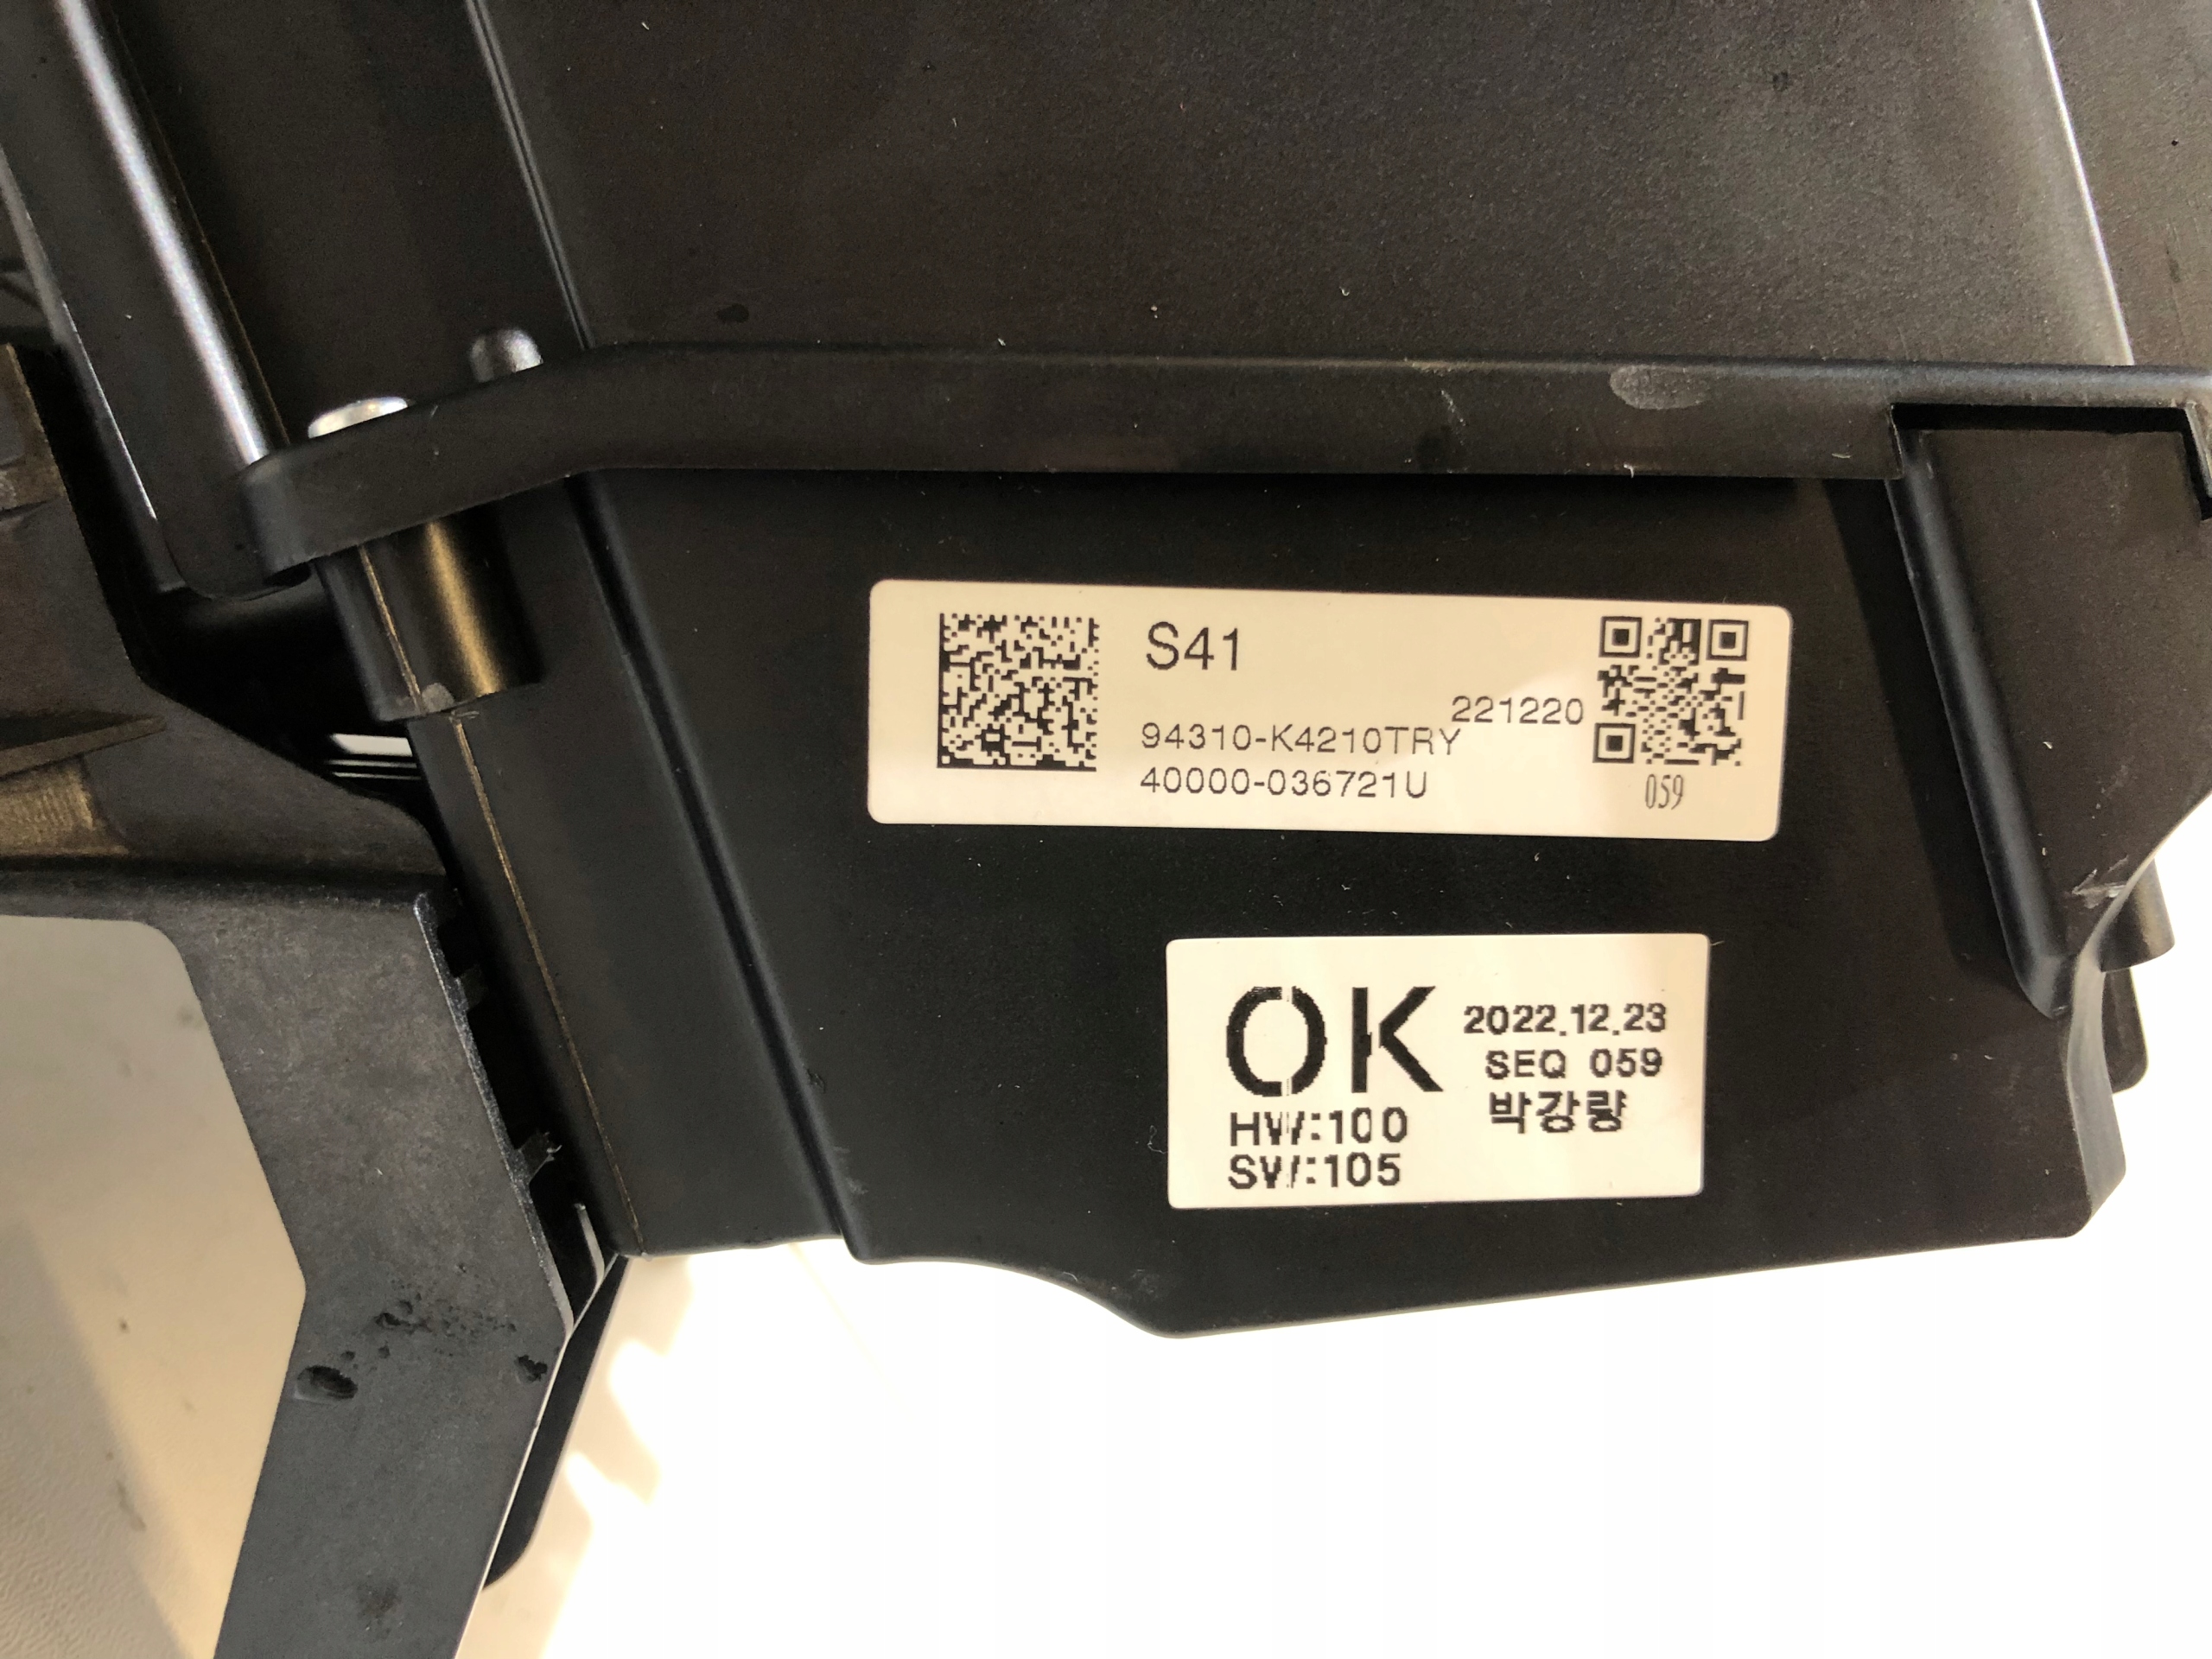 S41
221220
94310-K4210TRY
40000-036721U
059
OK
2022.12.23
SEQ 059
박강량
HW:100
SW:105